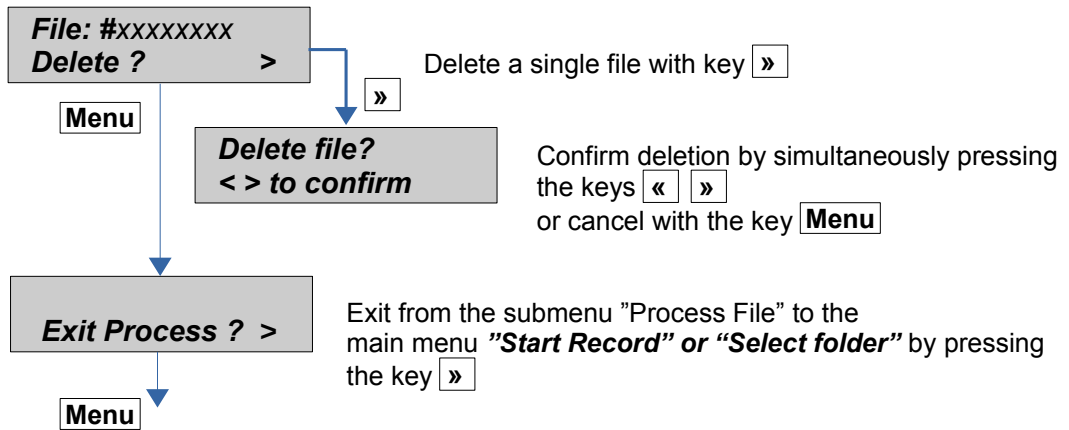 File: #xxxxxxxxx
Delete ? >
Delete a single file with key »
»
Menu
Delete file?
< > to confirm
Confirm deletion by simultaneously pressing
the keys « »
or cancel with the key Menu
Exit Process ? >
Exit from the submenu ”Process File” to the
main menu ”Start Record” or “Select folder” by pressing
the key »
Menu